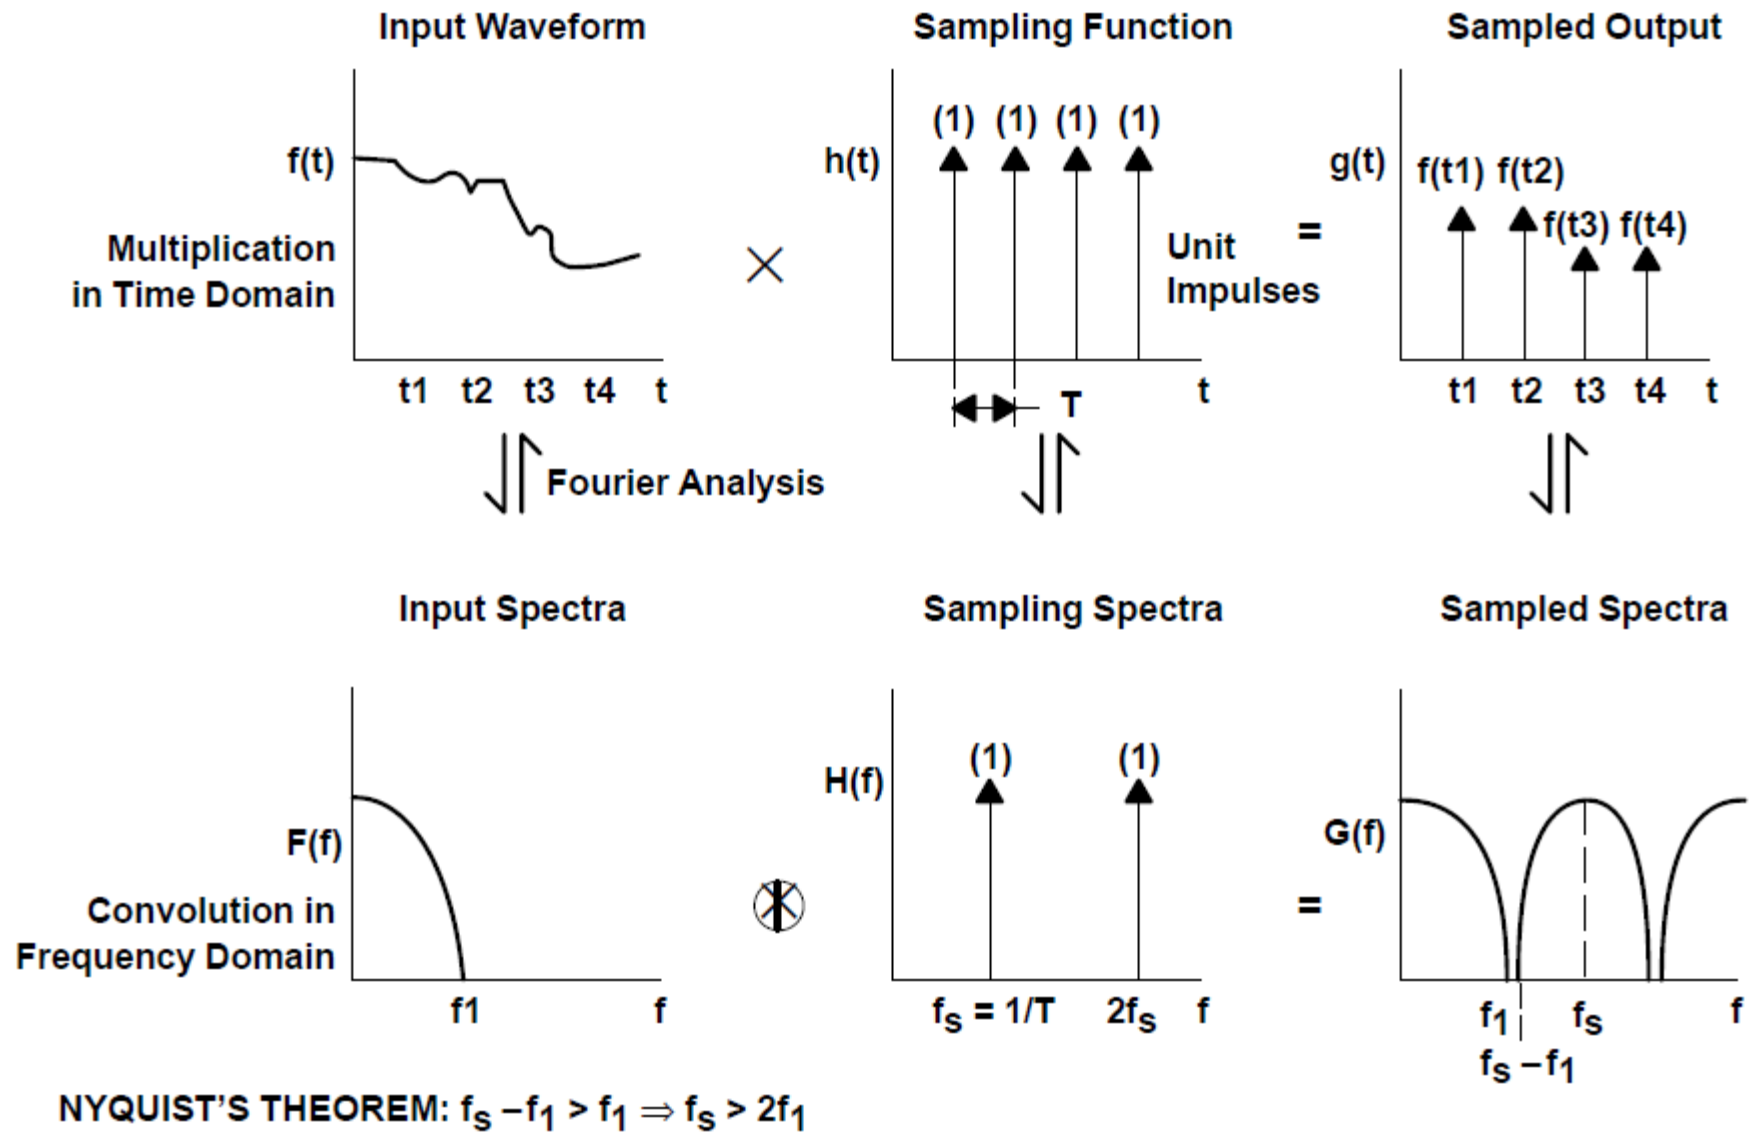 Input Waveform
Sampling Function
Sampled Output
f(t)
Multiplication
in Time Domain
t1 t2 t3 t4 t
h(t)
(1) (1) (1) (1)
Unit
Impulses
T
t
=
g(t)
f(t1) f(t2)
f(t3) f(t4)
t1 t2 t3 t4 t
Fourier Analysis
Input Spectra
Sampling Spectra
Sampled Spectra
F(f)
Convolution in
Frequency Domain
f1 f
H(f)
(1) (1)
fS = 1/T 2fS f
=
G(f)
f1 fS f
fS – f1
NYQUIST’S THEOREM: fS – f1 > f1 ⇒ fS > 2f1